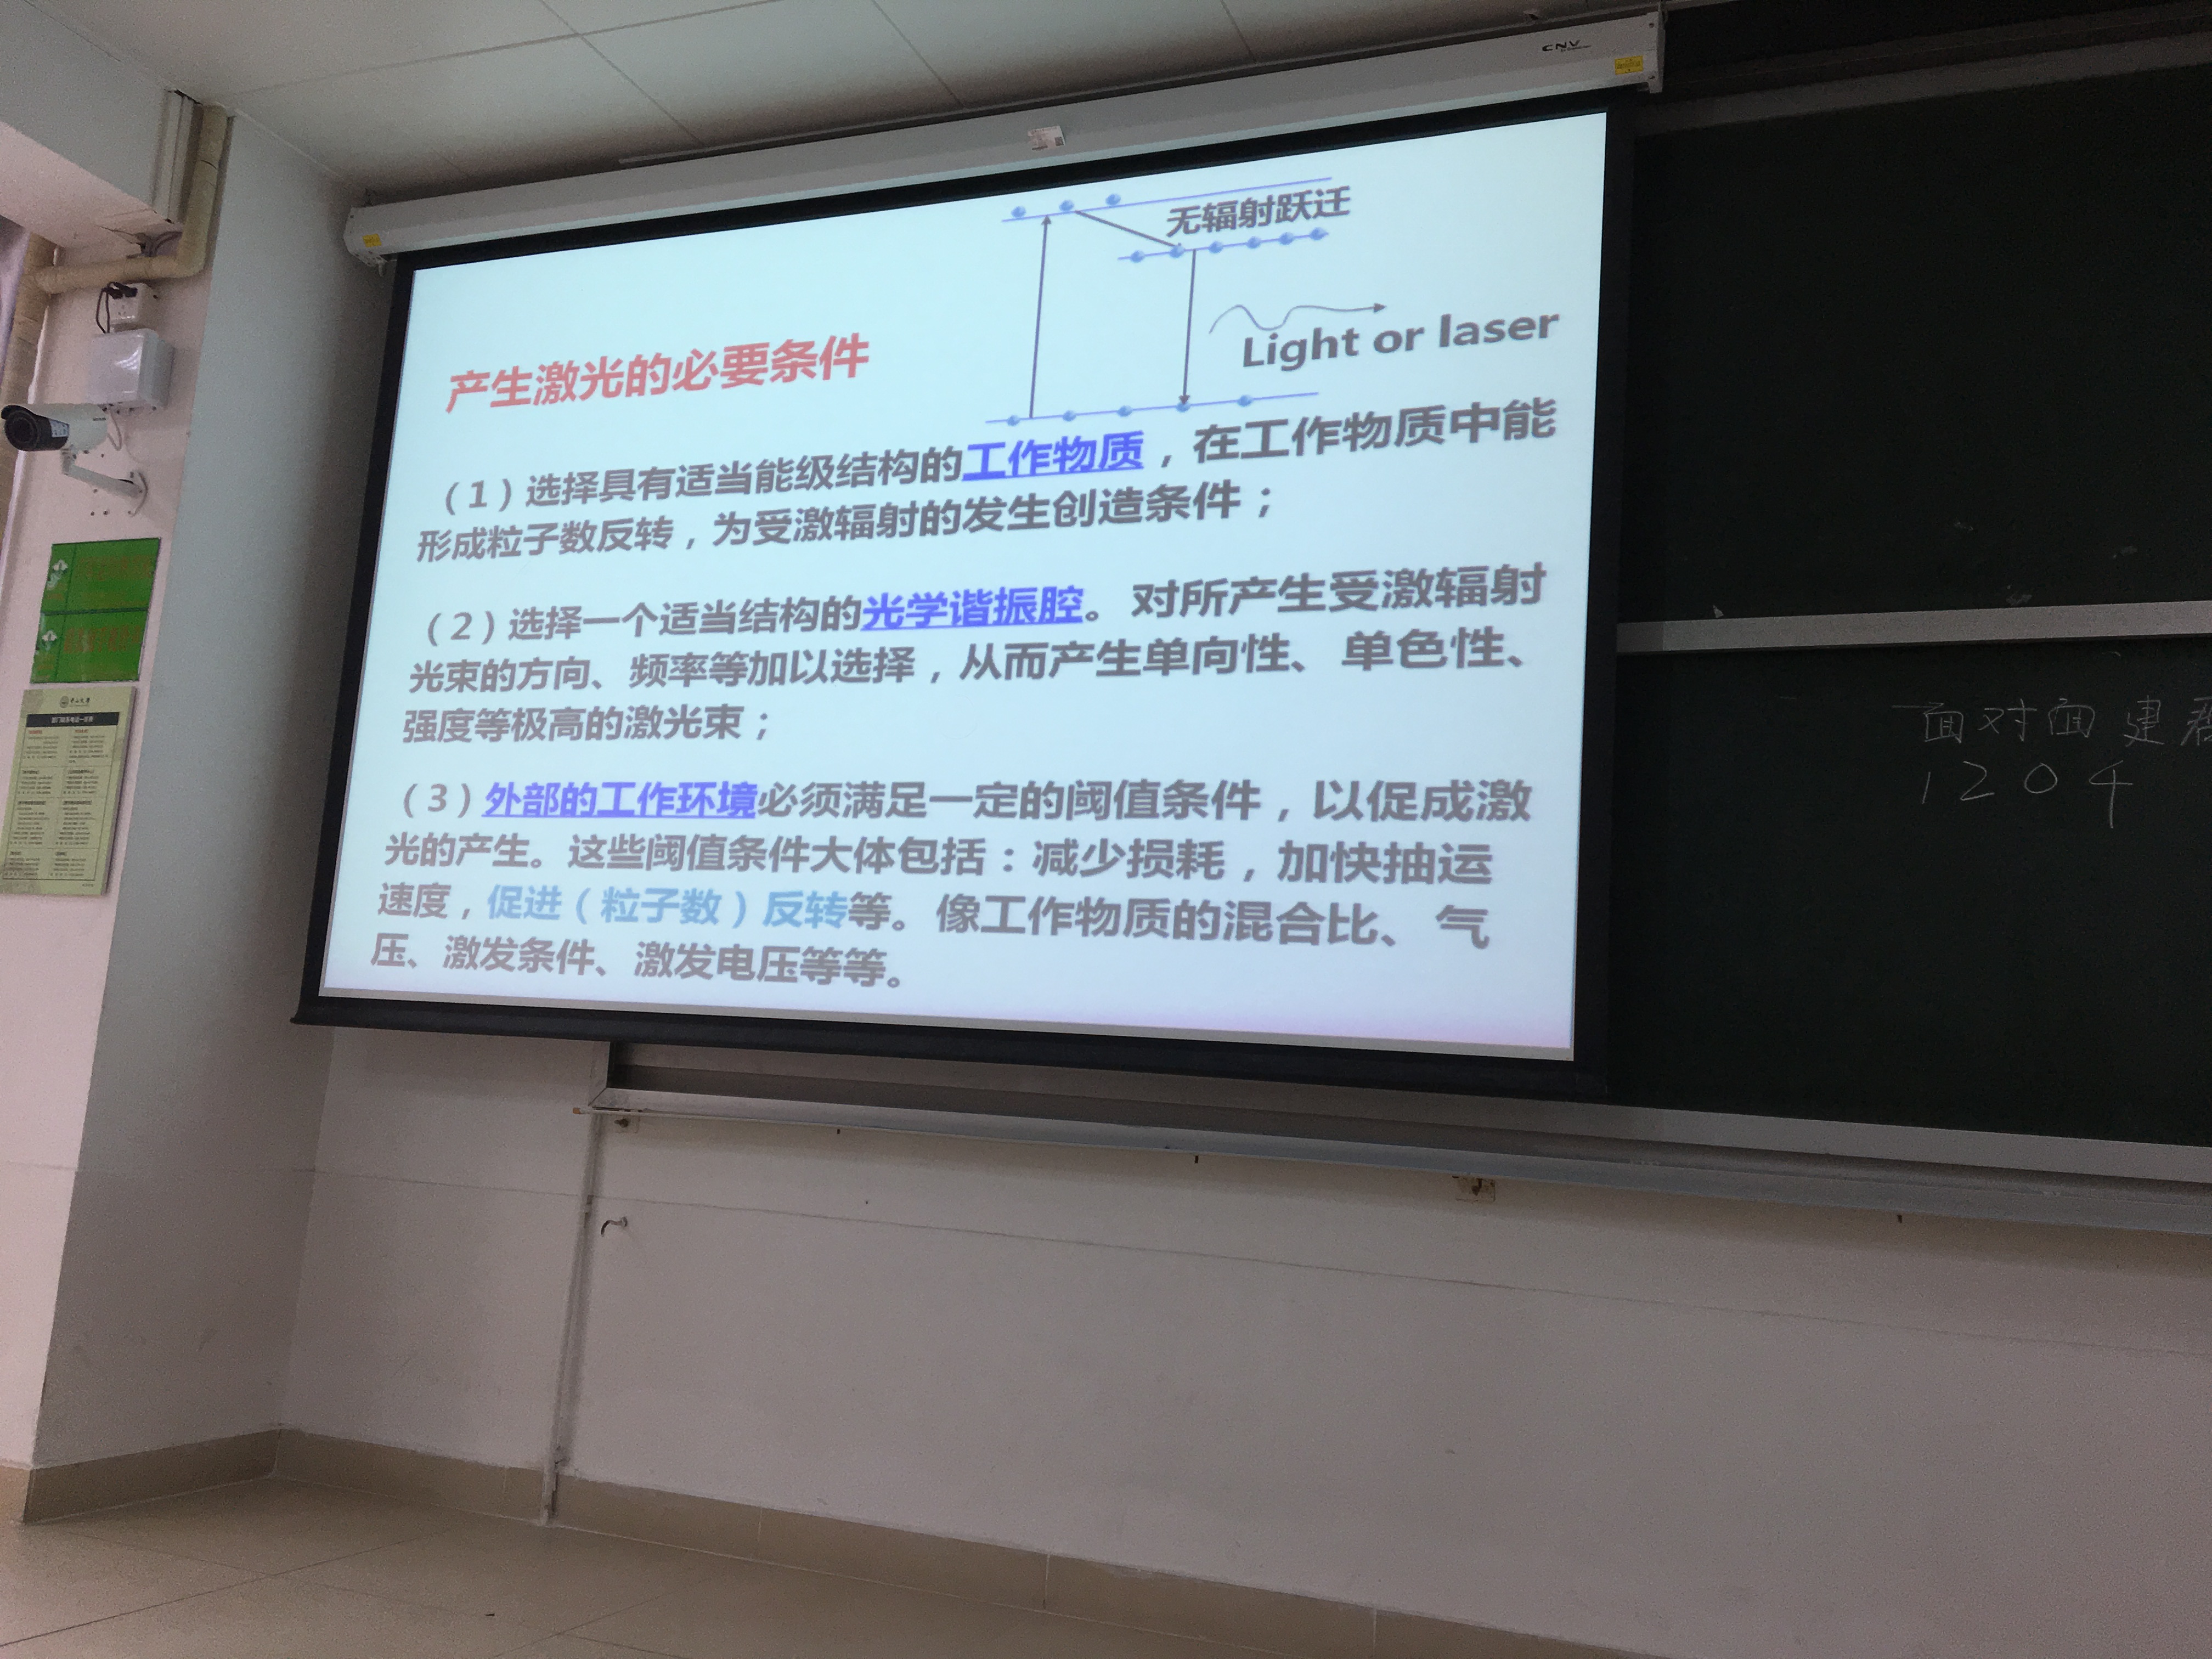 CNV
无辐射跃迁
Light or laser
产生激光的必要条件
（1）选择具有适当能级结构的工作物质，在工作物质中能
形成粒子数反转，为受激辐射的发生创造条件；
（2）选择一个适当结构的光学谐振腔。对所产生受激辐射
光束的方向、频率等加以选择，从而产生单向性、单色性、
强度等极高的激光束；
（3）外部的工作环境必须满足一定的阈值条件，以促成激
光的产生。这些阈值条件大体包括：减少损耗，加快抽运
速度，促进（粒子数）反转等。像工作物质的混合比、气
压、激发条件、激发电压等等。
面对面建
1204